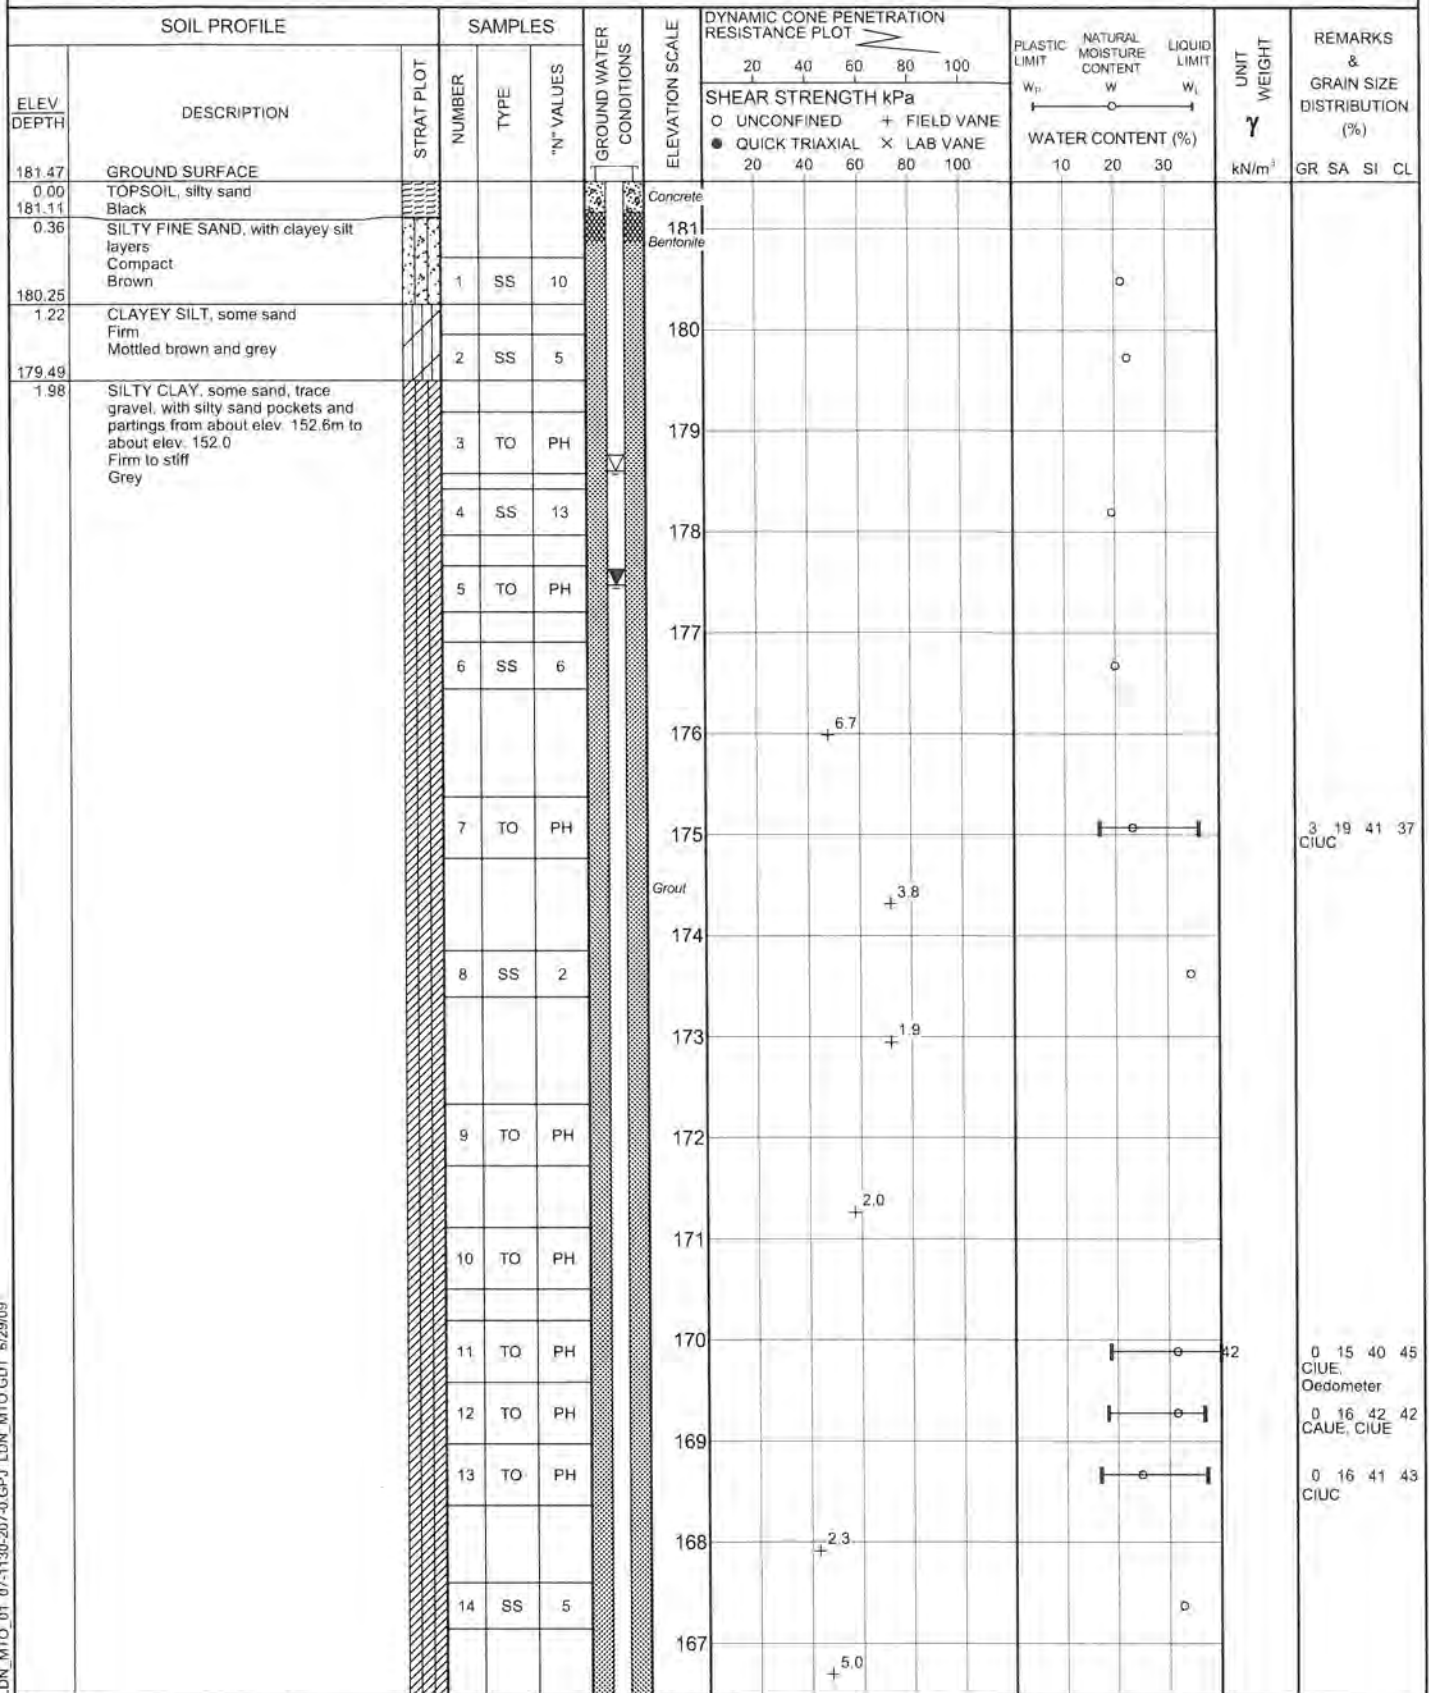 SOIL PROFILE
SAMPLES
GROUND WATER CONDITIONS
ELEVATION SCALE
DYNAMIC CONE PENETRATION
RESISTANCE PLOT
20 40 60 80 100
SHEAR STRENGTH kPa
O UNCONFINED + FIELD VANE
● QUICK TRIAXIAL × LAB VANE
20 40 60 80 100
PLASTIC LIMIT
NATURAL MOISTURE CONTENT
LIQUID LIMIT
WP W WL
WATER CONTENT (%)
10 20 30
UNIT WEIGHT
γ
kN/m³
REMARKS
&
GRAIN SIZE
DISTRIBUTION
(%)
GR SA SI CL
ELEV
DEPTH
DESCRIPTION
STRAT PLOT
NUMBER
TYPE
"N" VALUES
181.47 GROUND SURFACE
0.00 TOPSOIL, silty sand
181.11 Black
0.36 SILTY FINE SAND, with clayey silt
layers
Compact
Brown
180.25
1.22 CLAYEY SILT, some sand
Firm
Mottled brown and grey
179.49
1.98 SILTY CLAY, some sand, trace
gravel, with silty sand pockets and
partings from about elev. 152.6m to
about elev. 152.0
Firm to stiff
Grey
1 SS 10
2 SS 5
3 TO PH
4 SS 13
5 TO PH
6 SS 6
7 TO PH
8 SS 2
9 TO PH
10 TO PH
11 TO PH
12 TO PH
13 TO PH
14 SS 5
Concrete
Bentonite
Grout
181
180
179
178
177
176
175
174
173
172
171
170
169
168
167
6.7
3.8
1.9
2.0
2.3
5.0
42
3 19 41 37
CIUC
0 15 40 45
CIUE,
Oedometer
0 16 42 42
CAUE, CIUE
0 16 41 43
CIUC
LDN_MTO_01 07-1130-207-0.GPJ LDN_MTO.GDT 5/29/09